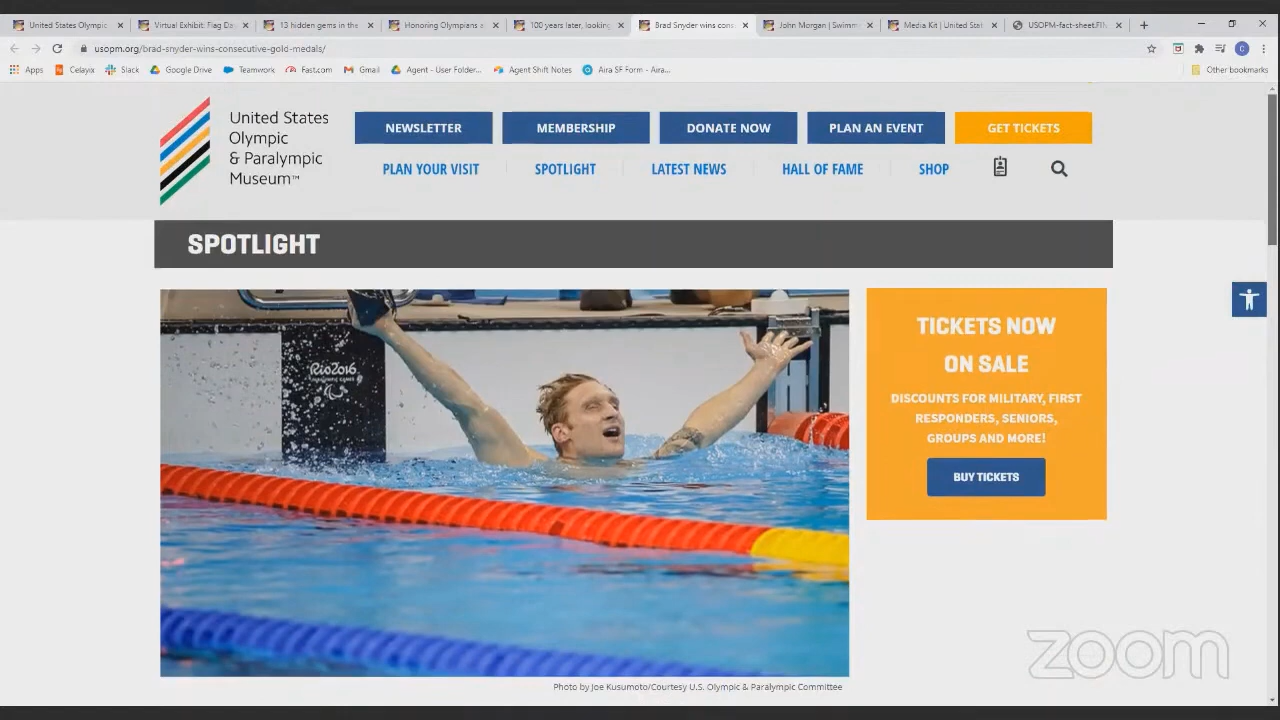 United States Olympic
Virtual Exhibit: Flag Da
13 hidden gems in the
Honoring Olympians a
100 years later, looking
Brad Snyder wins cons
John Morgan | Swimm
Media Kit | United Stat
USOPM-fact-sheet.FIN
usopm.org/brad-snyder-wins-consecutive-gold-medals/
Apps
Celayix
Slack
Google Drive
Teamwork
Fast.com
Gmail
Agent - User Folder...
Agent Shift Notes
Aira SF Form - Aira...
Other bookmarks
United States
Olympic
& Paralympic
Museum™
NEWSLETTER
MEMBERSHIP
DONATE NOW
PLAN AN EVENT
GET TICKETS
PLAN YOUR VISIT
SPOTLIGHT
LATEST NEWS
HALL OF FAME
SHOP
SPOTLIGHT
Rio2016
PARALYMPIC GAMES
TICKETS NOW
ON SALE
DISCOUNTS FOR MILITARY, FIRST
RESPONDERS, SENIORS,
GROUPS AND MORE!
BUY TICKETS
Photo by Joe Kusumoto/Courtesy U.S. Olympic & Paralympic Committee
zoom